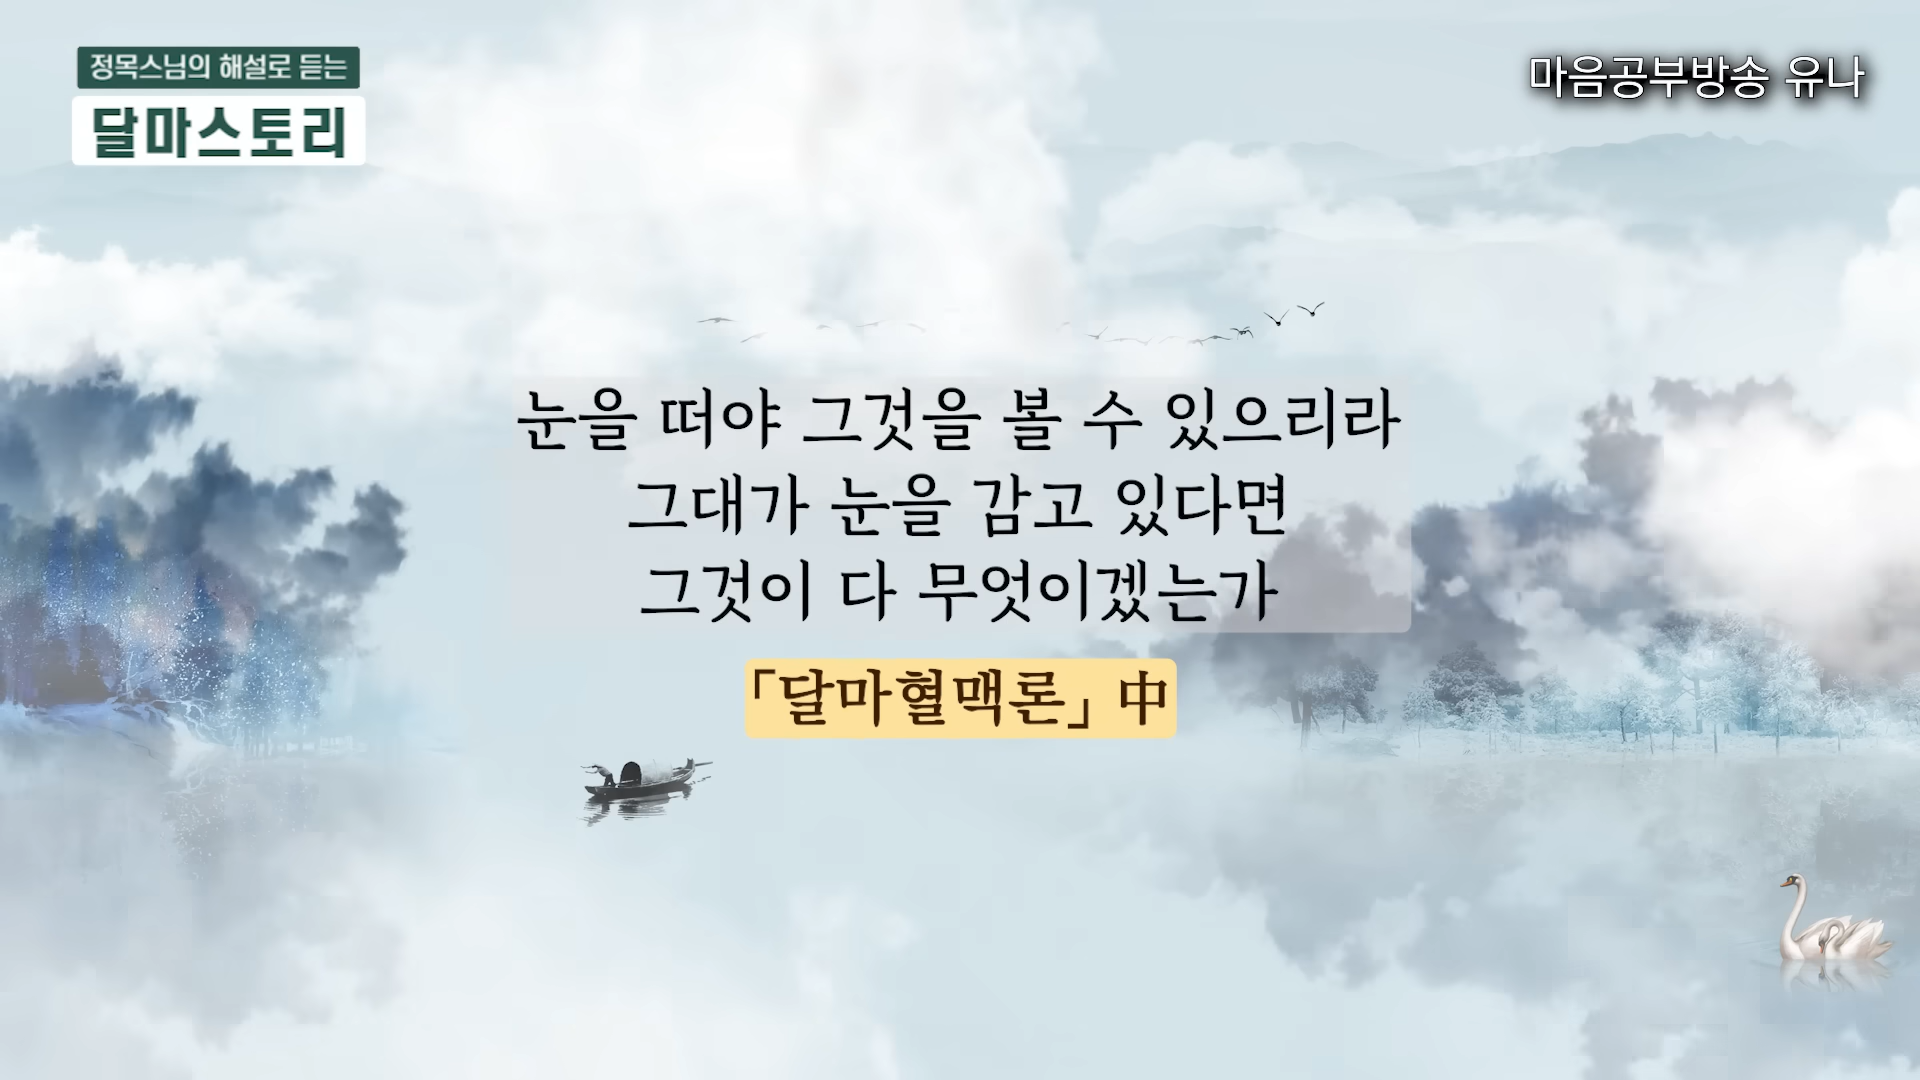 정목스님의 해설로 듣는
달마스토리
마음공부방송 유나
눈을 떠야 그것을 볼 수 있으리라
그대가 눈을 감고 있다면
그것이 다 무엇이겠는가
「달마혈맥론」 中